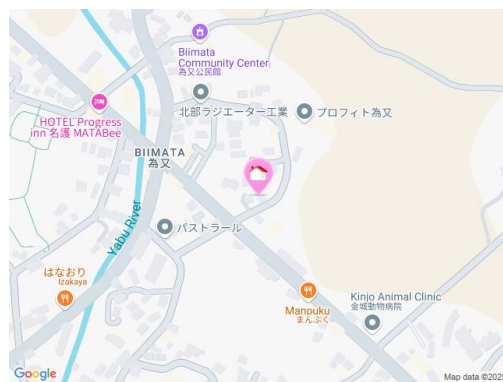 Biimata
Community Center
為又公民館
北部ラジエーター工業
プロフィト為又
HOTEL Progress
inn 名護 MATABee
BIIMATA
為又
Yabu River
パストラール
はなおり
Izakaya
Manpuku
まんぷく
Kinjo Animal Clinic
金城動物病院
Google
Map data ©202